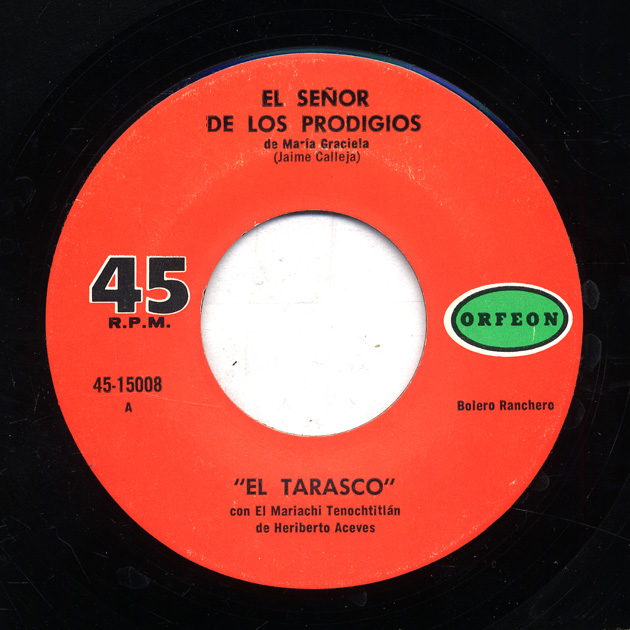 EL SEÑOR
DE LOS PRODIGIOS
de María Graciela
(Jaime Calleja)
45
R.P.M.
ORFEON
45-15008
A
Bolero Ranchero
"EL TARASCO"
con El Mariachi Tenochtitlán
de Heriberto Aceves